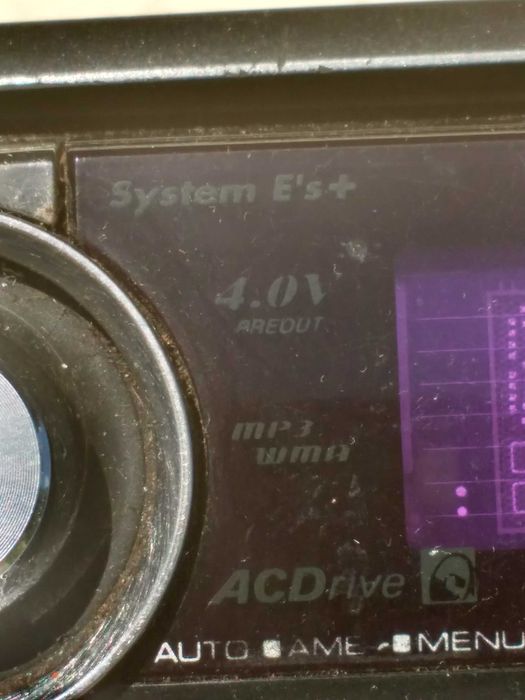 System E's+
4.0V
PREOUT
MP3
WMA
ACDrive
AUTO AME MENU